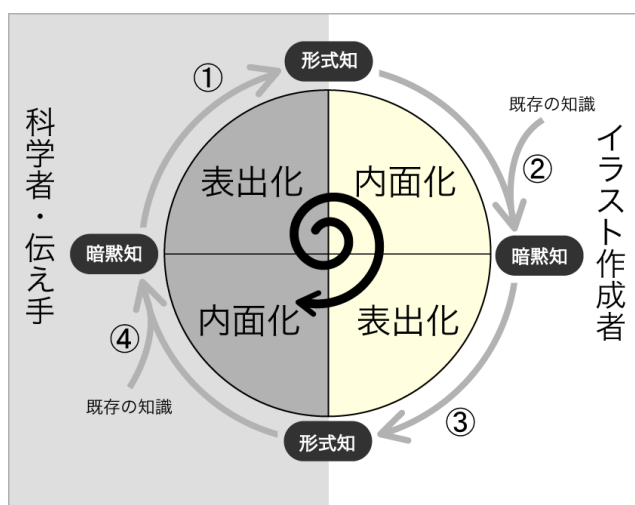 形式知
①
既存の知識
科学者・伝え手
イラスト作成者
表出化
内面化
②
暗黙知
暗黙知
内面化
表出化
④
既存の知識
③
形式知